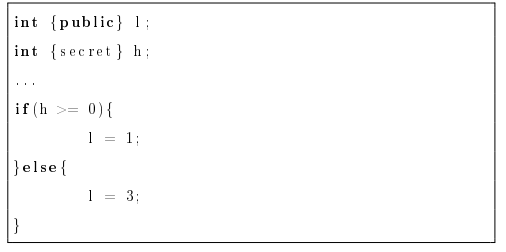 int {public} l;
int {secret} h;
...
if(h >= 0){
l = 1;
}else{
l = 3;
}